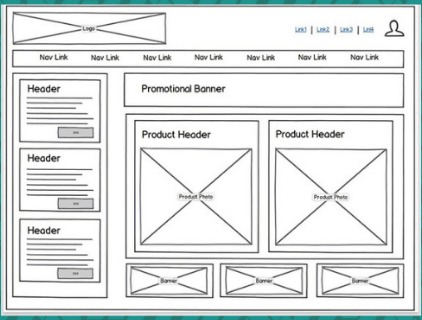 Logo
Link1 | Link2 | Link3 | Link4
Nav Link Nav Link Nav Link Nav Link Nav Link Nav Link Nav Link
Header
Header
Header
Promotional Banner
Product Header Product Header
Product Photo Product Photo
Banner Banner Banner